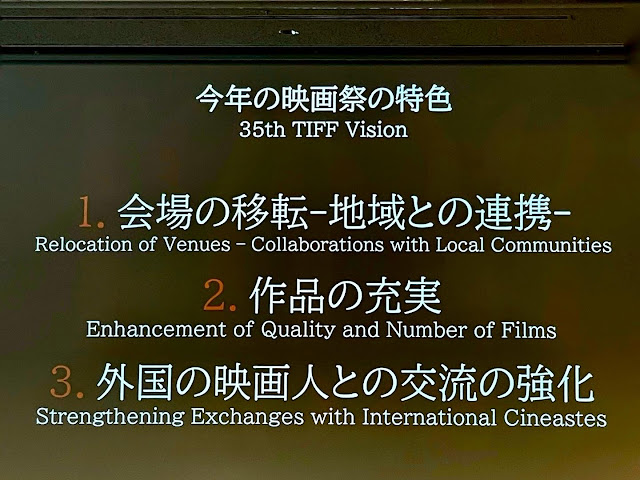 今年の映画祭の特色
35th TIFF Vision
1. 会場の移転-地域との連携-
Relocation of Venues - Collaborations with Local Communities
2. 作品の充実
Enhancement of Quality and Number of Films
3. 外国の映画人との交流の強化
Strengthening Exchanges with International Cineastes